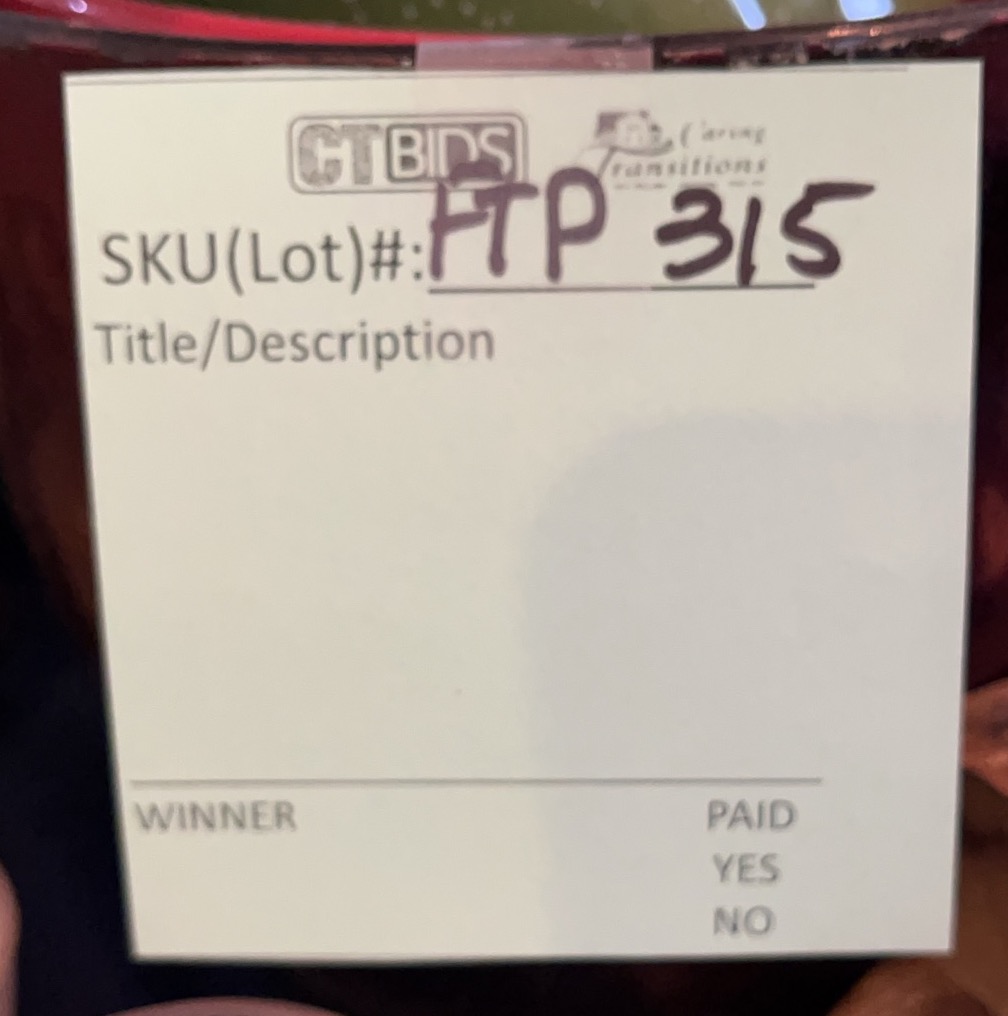 CTBIDS
Caring
Transitions
SKU(Lot)#: FTP 315
Title/Description
WINNER PAID
YES
NO